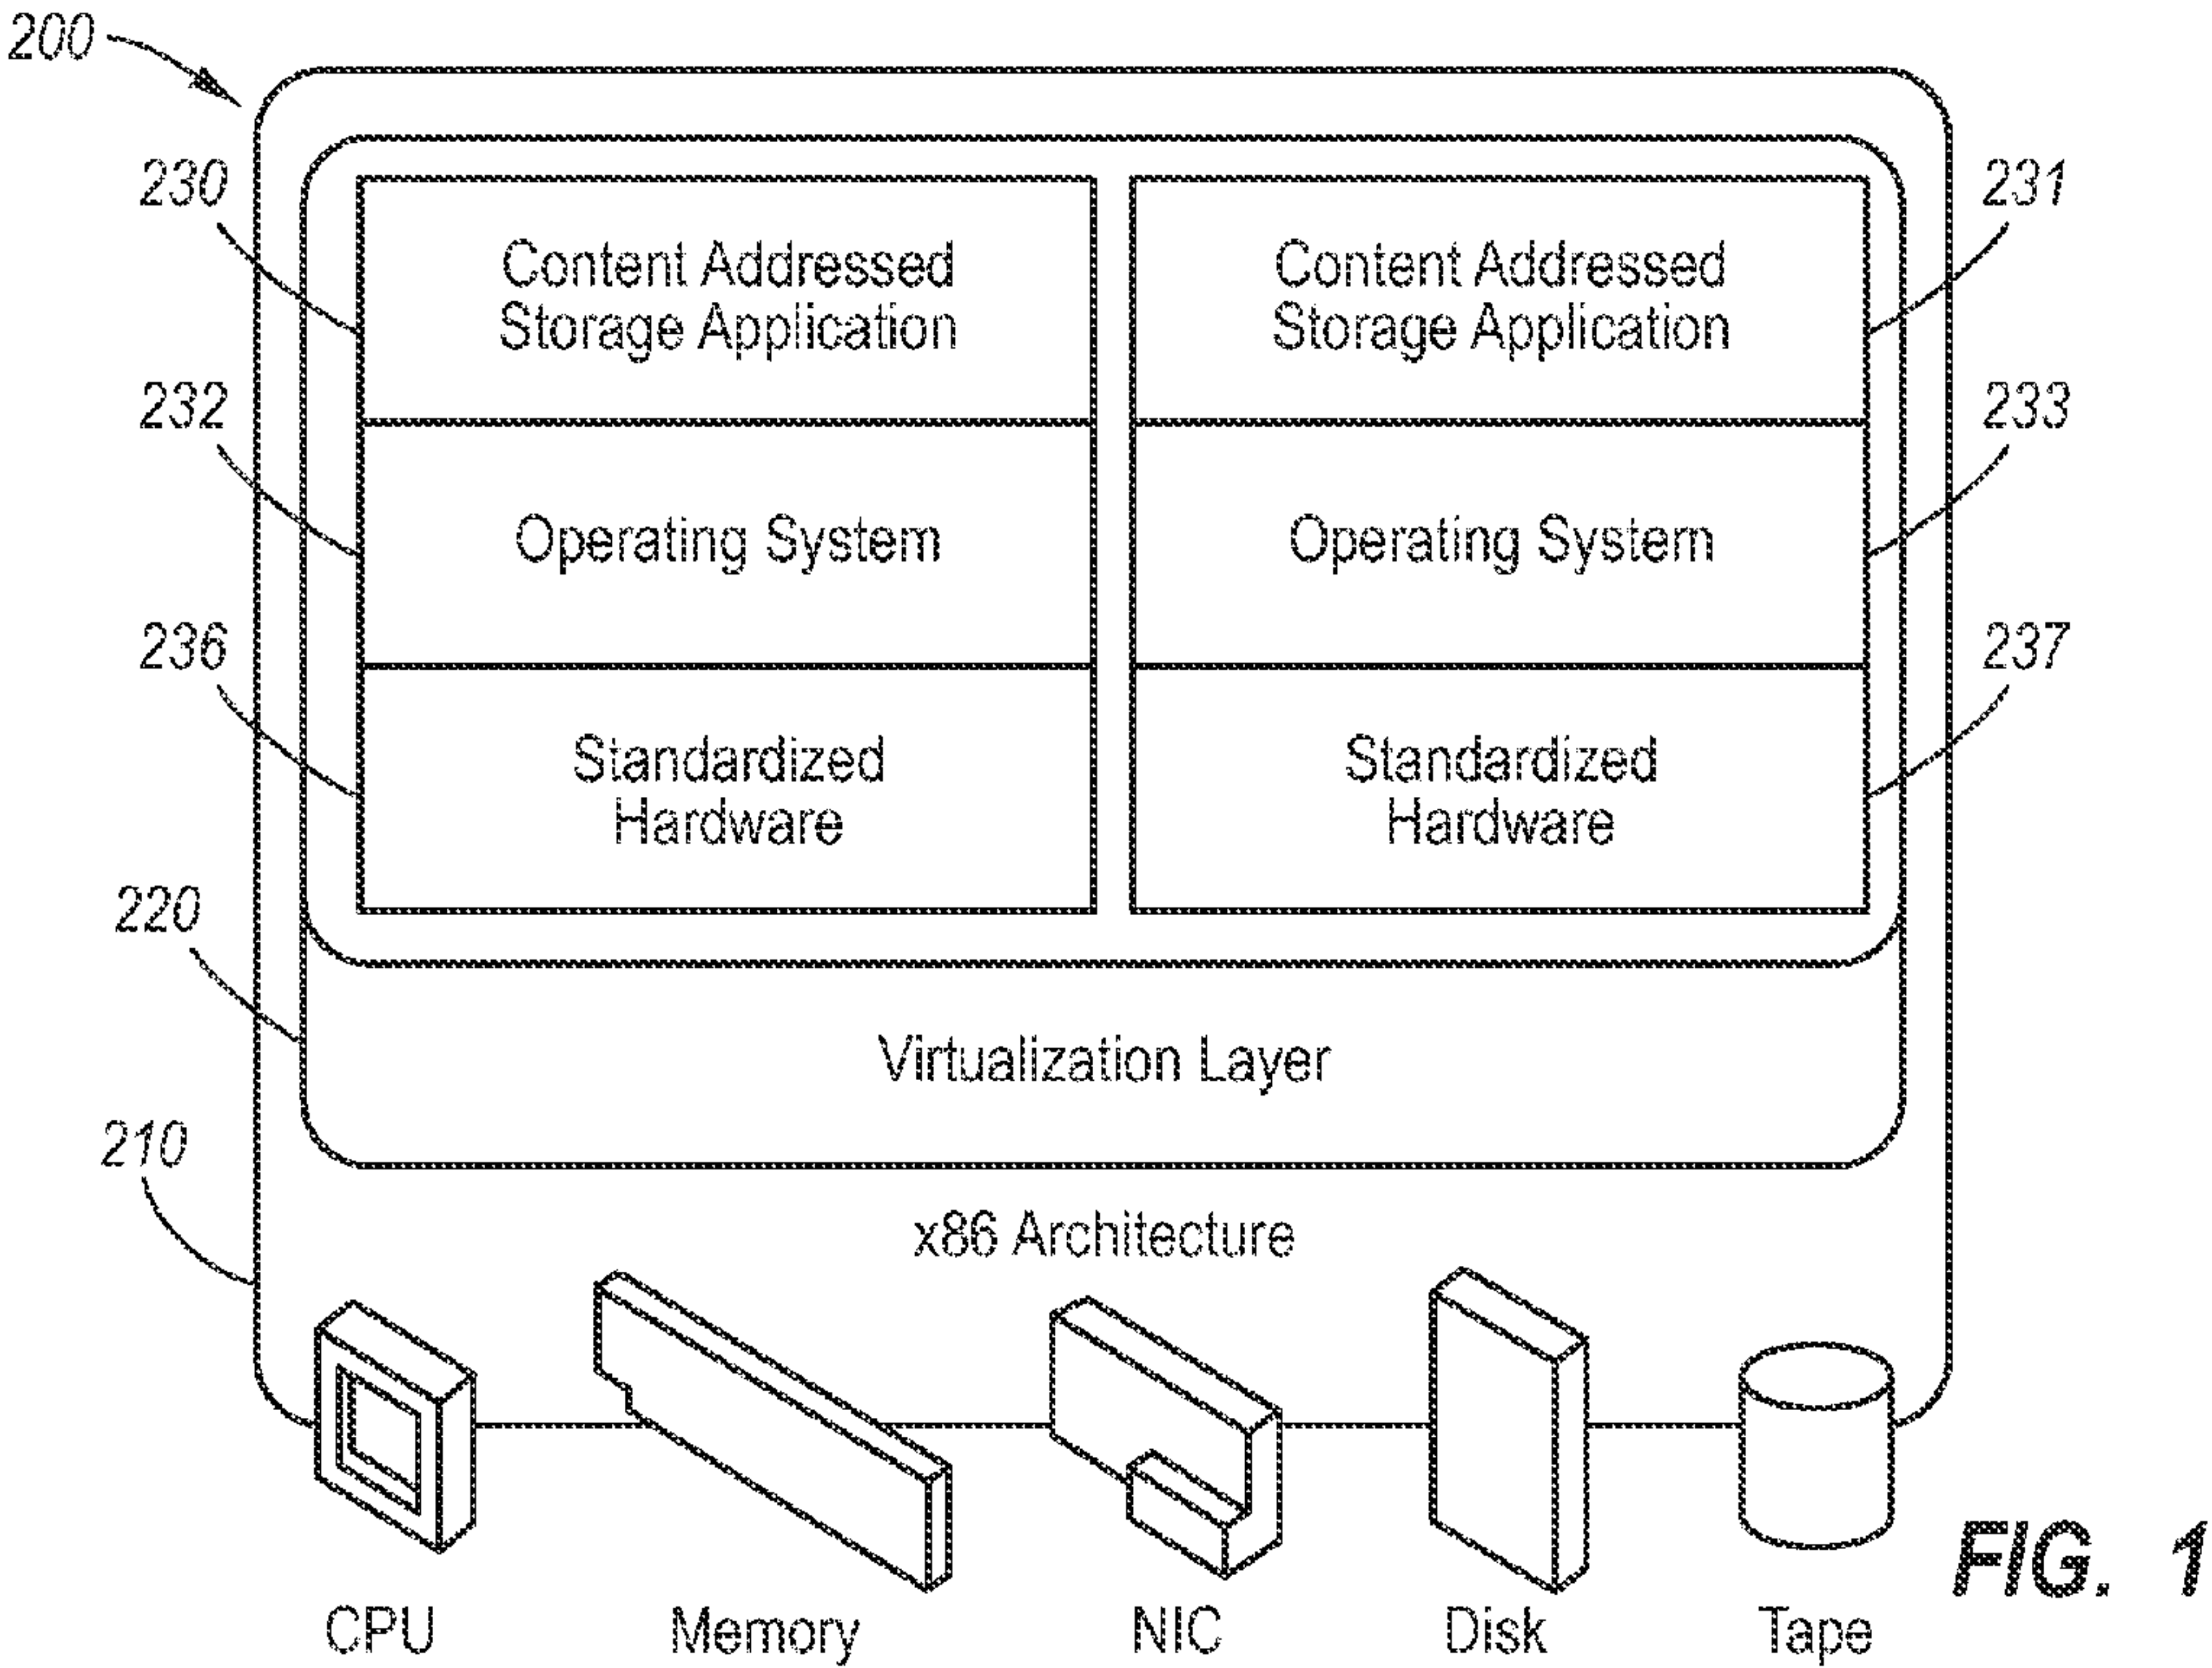 200
230
Content Addressed
Storage Application
Content Addressed
Storage Application
231
232
Operating System
Operating System
233
236
Standardized
Hardware
Standardized
Hardware
237
220
Virtualization Layer
210
x86 Architecture
CPU
Memory
NIC
Disk
Tape
FIG. 1